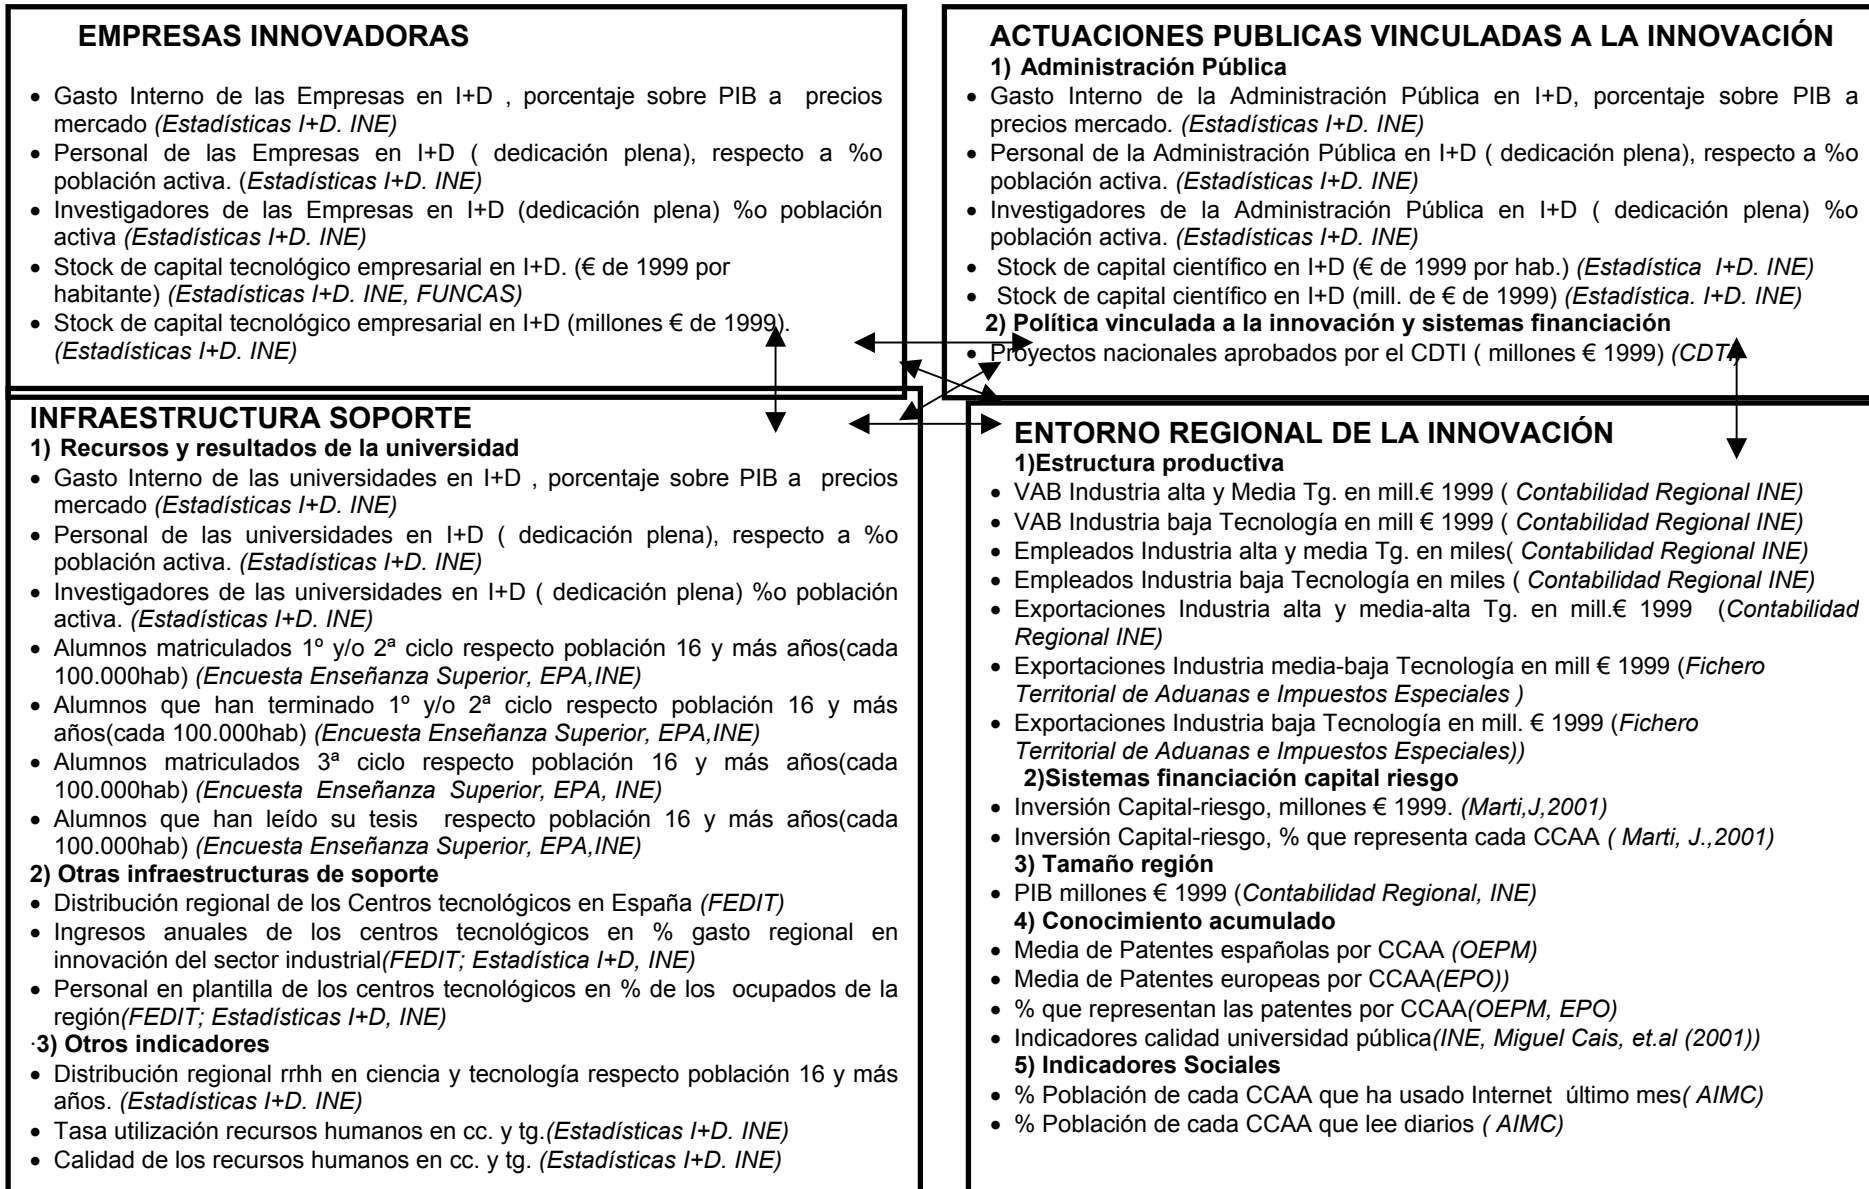 EMPRESAS INNOVADORAS
• Gasto Interno de las Empresas en I+D , porcentaje sobre PIB a precios
mercado (Estadísticas I+D. INE)
• Personal de las Empresas en I+D ( dedicación plena), respecto a %o
población activa. (Estadísticas I+D. INE)
• Investigadores de las Empresas en I+D (dedicación plena) %o población
activa (Estadísticas I+D. INE)
• Stock de capital tecnológico empresarial en I+D. (€ de 1999 por
habitante) (Estadísticas I+D. INE, FUNCAS)
• Stock de capital tecnológico empresarial en I+D (millones € de 1999).
(Estadísticas I+D. INE)
ACTUACIONES PUBLICAS VINCULADAS A LA INNOVACIÓN
1) Administración Pública
• Gasto Interno de la Administración Pública en I+D, porcentaje sobre PIB a
precios mercado. (Estadísticas I+D. INE)
• Personal de la Administración Pública en I+D ( dedicación plena), respecto a %o
población activa. (Estadísticas I+D. INE)
• Investigadores de la Administración Pública en I+D ( dedicación plena) %o
población activa. (Estadísticas I+D. INE)
• Stock de capital científico en I+D (€ de 1999 por hab.) (Estadística I+D. INE)
• Stock de capital científico en I+D (mill. de € de 1999) (Estadística. I+D. INE)
2) Política vinculada a la innovación y sistemas financiación
• Proyectos nacionales aprobados por el CDTI ( millones € 1999) (CDTI)
INFRAESTRUCTURA SOPORTE
1) Recursos y resultados de la universidad
• Gasto Interno de las universidades en I+D , porcentaje sobre PIB a precios
mercado (Estadísticas I+D. INE)
• Personal de las universidades en I+D ( dedicación plena), respecto a %o
población activa. (Estadísticas I+D. INE)
• Investigadores de las universidades en I+D ( dedicación plena) %o población
activa. (Estadísticas I+D. INE)
• Alumnos matriculados 1º y/o 2ª ciclo respecto población 16 y más años(cada
100.000hab) (Encuesta Enseñanza Superior, EPA,INE)
• Alumnos que han terminado 1º y/o 2ª ciclo respecto población 16 y más
años(cada 100.000hab) (Encuesta Enseñanza Superior, EPA,INE)
• Alumnos matriculados 3ª ciclo respecto población 16 y más años(cada
100.000hab) (Encuesta Enseñanza Superior, EPA, INE)
• Alumnos que han leído su tesis respecto población 16 y más años(cada
100.000hab) (Encuesta Enseñanza Superior, EPA,INE)
2) Otras infraestructuras de soporte
• Distribución regional de los Centros tecnológicos en España (FEDIT)
• Ingresos anuales de los centros tecnológicos en % gasto regional en
innovación del sector industrial(FEDIT; Estadística I+D, INE)
• Personal en plantilla de los centros tecnológicos en % de los ocupados de la
región(FEDIT; Estadísticas I+D, INE)
·3) Otros indicadores
• Distribución regional rrhh en ciencia y tecnología respecto población 16 y más
años. (Estadísticas I+D. INE)
• Tasa utilización recursos humanos en cc. y tg.(Estadísticas I+D. INE)
• Calidad de los recursos humanos en cc. y tg. (Estadísticas I+D. INE)
ENTORNO REGIONAL DE LA INNOVACIÓN
1)Estructura productiva
• VAB Industria alta y Media Tg. en mill.€ 1999 ( Contabilidad Regional INE)
• VAB Industria baja Tecnología en mill € 1999 ( Contabilidad Regional INE)
• Empleados Industria alta y media Tg. en miles( Contabilidad Regional INE)
• Empleados Industria baja Tecnología en miles ( Contabilidad Regional INE)
• Exportaciones Industria alta y media-alta Tg. en mill.€ 1999 (Contabilidad
Regional INE)
• Exportaciones Industria media-baja Tecnología en mill € 1999 (Fichero
Territorial de Aduanas e Impuestos Especiales )
• Exportaciones Industria baja Tecnología en mill. € 1999 (Fichero
Territorial de Aduanas e Impuestos Especiales))
2)Sistemas financiación capital riesgo
• Inversión Capital-riesgo, millones € 1999. (Marti,J,2001)
• Inversión Capital-riesgo, % que representa cada CCAA ( Marti, J.,2001)
3) Tamaño región
• PIB millones € 1999 (Contabilidad Regional, INE)
4) Conocimiento acumulado
• Media de Patentes españolas por CCAA (OEPM)
• Media de Patentes europeas por CCAA(EPO))
• % que representan las patentes por CCAA(OEPM, EPO)
• Indicadores calidad universidad pública(INE, Miguel Cais, et.al (2001))
5) Indicadores Sociales
• % Población de cada CCAA que ha usado Internet último mes( AIMC)
• % Población de cada CCAA que lee diarios ( AIMC)